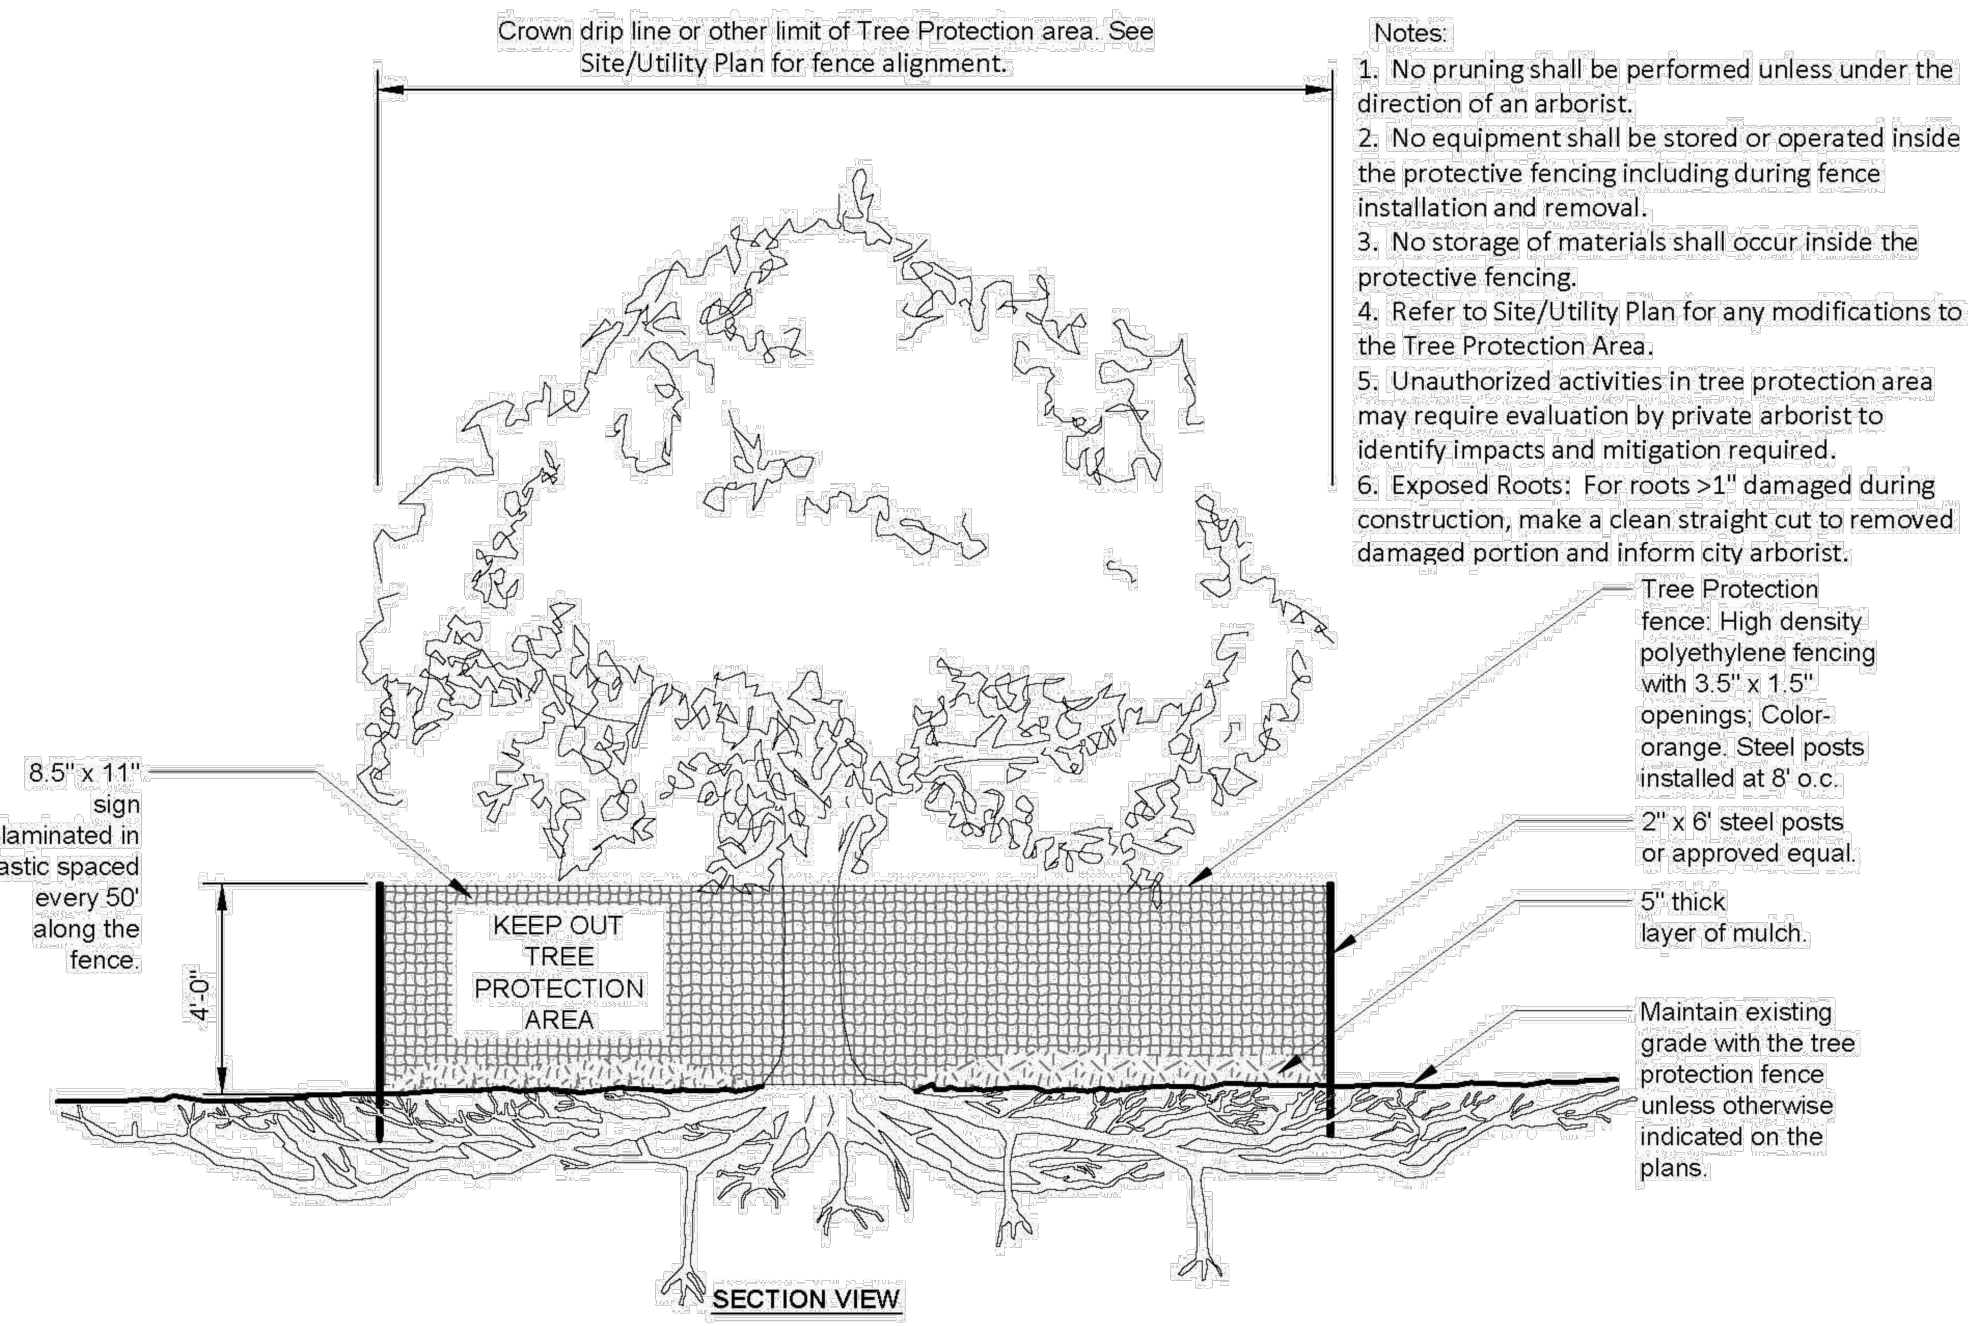 Crown drip line or other limit of Tree Protection area. See
Site/Utility Plan for fence alignment.
Notes:
1. No pruning shall be performed unless under the
direction of an arborist.
2. No equipment shall be stored or operated inside
the protective fencing including during fence
installation and removal.
3. No storage of materials shall occur inside the
protective fencing.
4. Refer to Site/Utility Plan for any modifications to
the Tree Protection Area.
5. Unauthorized activities in tree protection area
may require evaluation by private arborist to
identify impacts and mitigation required.
6. Exposed Roots: For roots >1" damaged during
construction, make a clean straight cut to removed
damaged portion and inform city arborist.
Tree Protection
fence: High density
polyethylene fencing
with 3.5" x 1.5"
openings; Color-
orange. Steel posts
installed at 8' o.c.
2" x 6' steel posts
or approved equal.
5" thick
layer of mulch.
Maintain existing
grade with the tree
protection fence
unless otherwise
indicated on the
plans.
8.5" x 11"
sign
laminated in
astic spaced
every 50'
along the
fence.
4'-0"
KEEP OUT
TREE
PROTECTION
AREA
SECTION VIEW